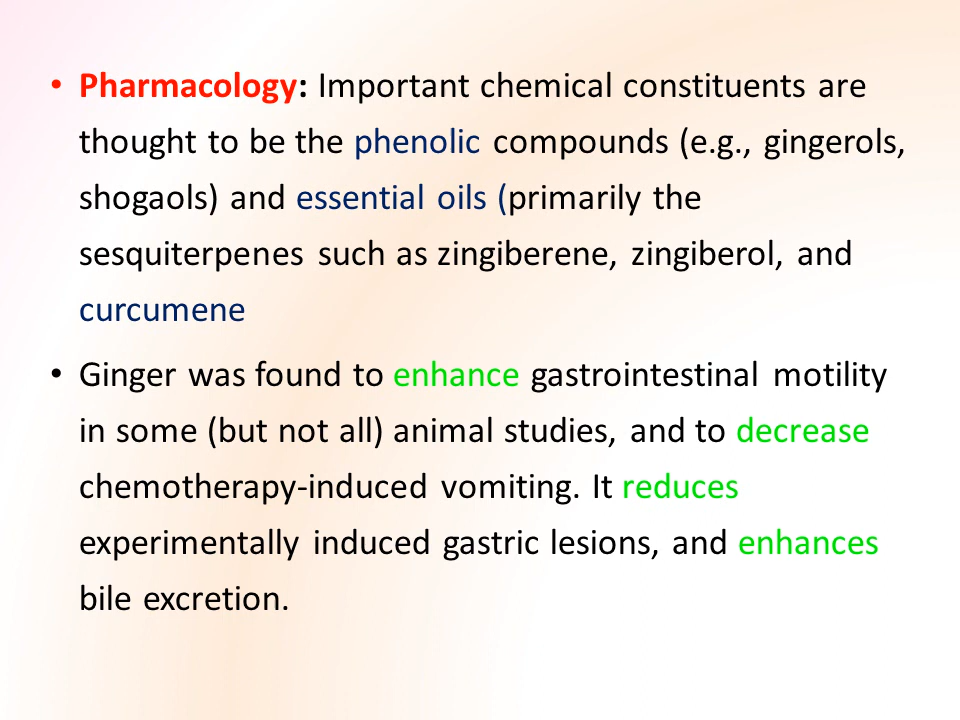 • Pharmacology: Important chemical constituents are
thought to be the phenolic compounds (e.g., gingerols,
shogaols) and essential oils (primarily the
sesquiterpenes such as zingiberene, zingiberol, and
curcumene
• Ginger was found to enhance gastrointestinal motility
in some (but not all) animal studies, and to decrease
chemotherapy-induced vomiting. It reduces
experimentally induced gastric lesions, and enhances
bile excretion.